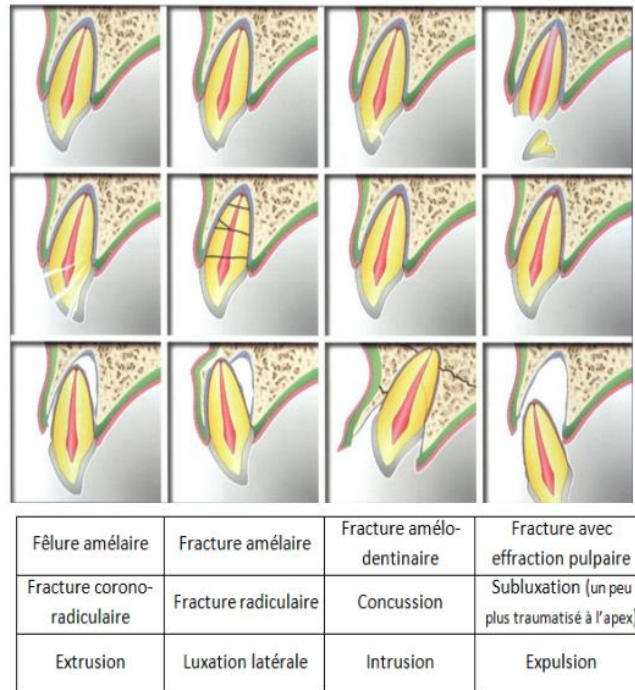 Fêlure amélaire
Fracture amélaire
Fracture amélo-
dentinaire
Fracture avec
effraction pulpaire
Fracture corono-
radiculaire
Fracture radiculaire
Concussion
Subluxation (un peu
plus traumatisé à l'apex)
Extrusion
Luxation latérale
Intrusion
Expulsion